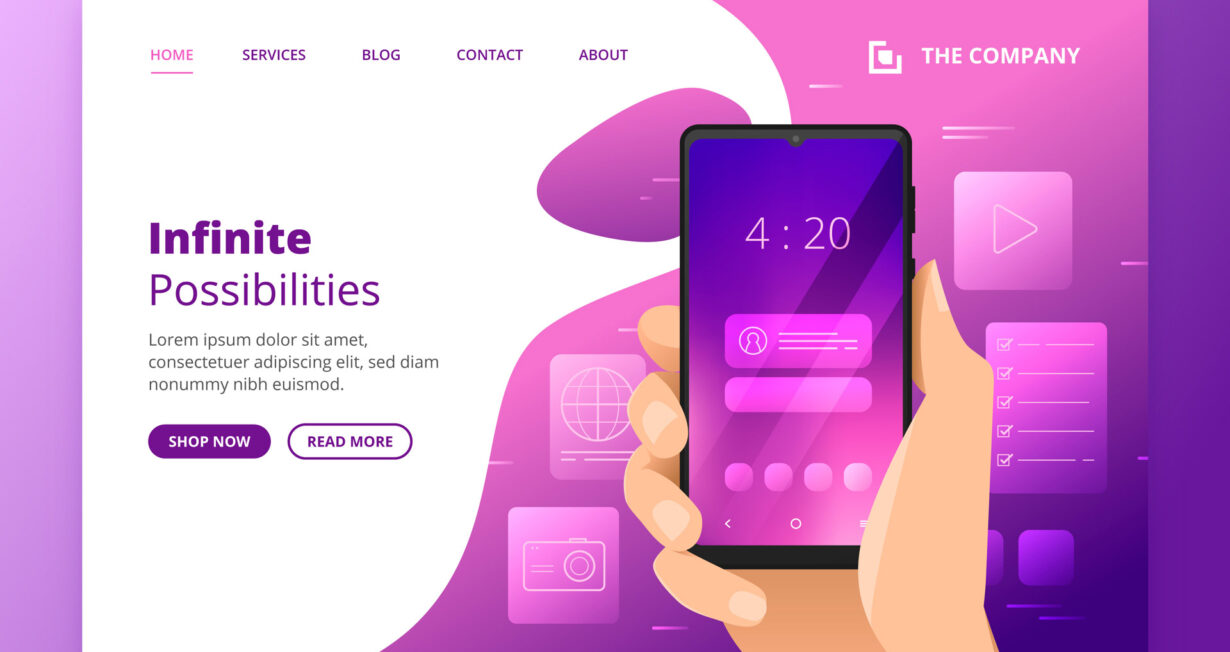 HOME
SERVICES
BLOG
CONTACT
ABOUT
THE COMPANY
Infinite
Possibilities
Lorem ipsum dolor sit amet,
consectetuer adipiscing elit, sed diam
nonummy nibh euismod.
SHOP NOW
READ MORE
4 : 20